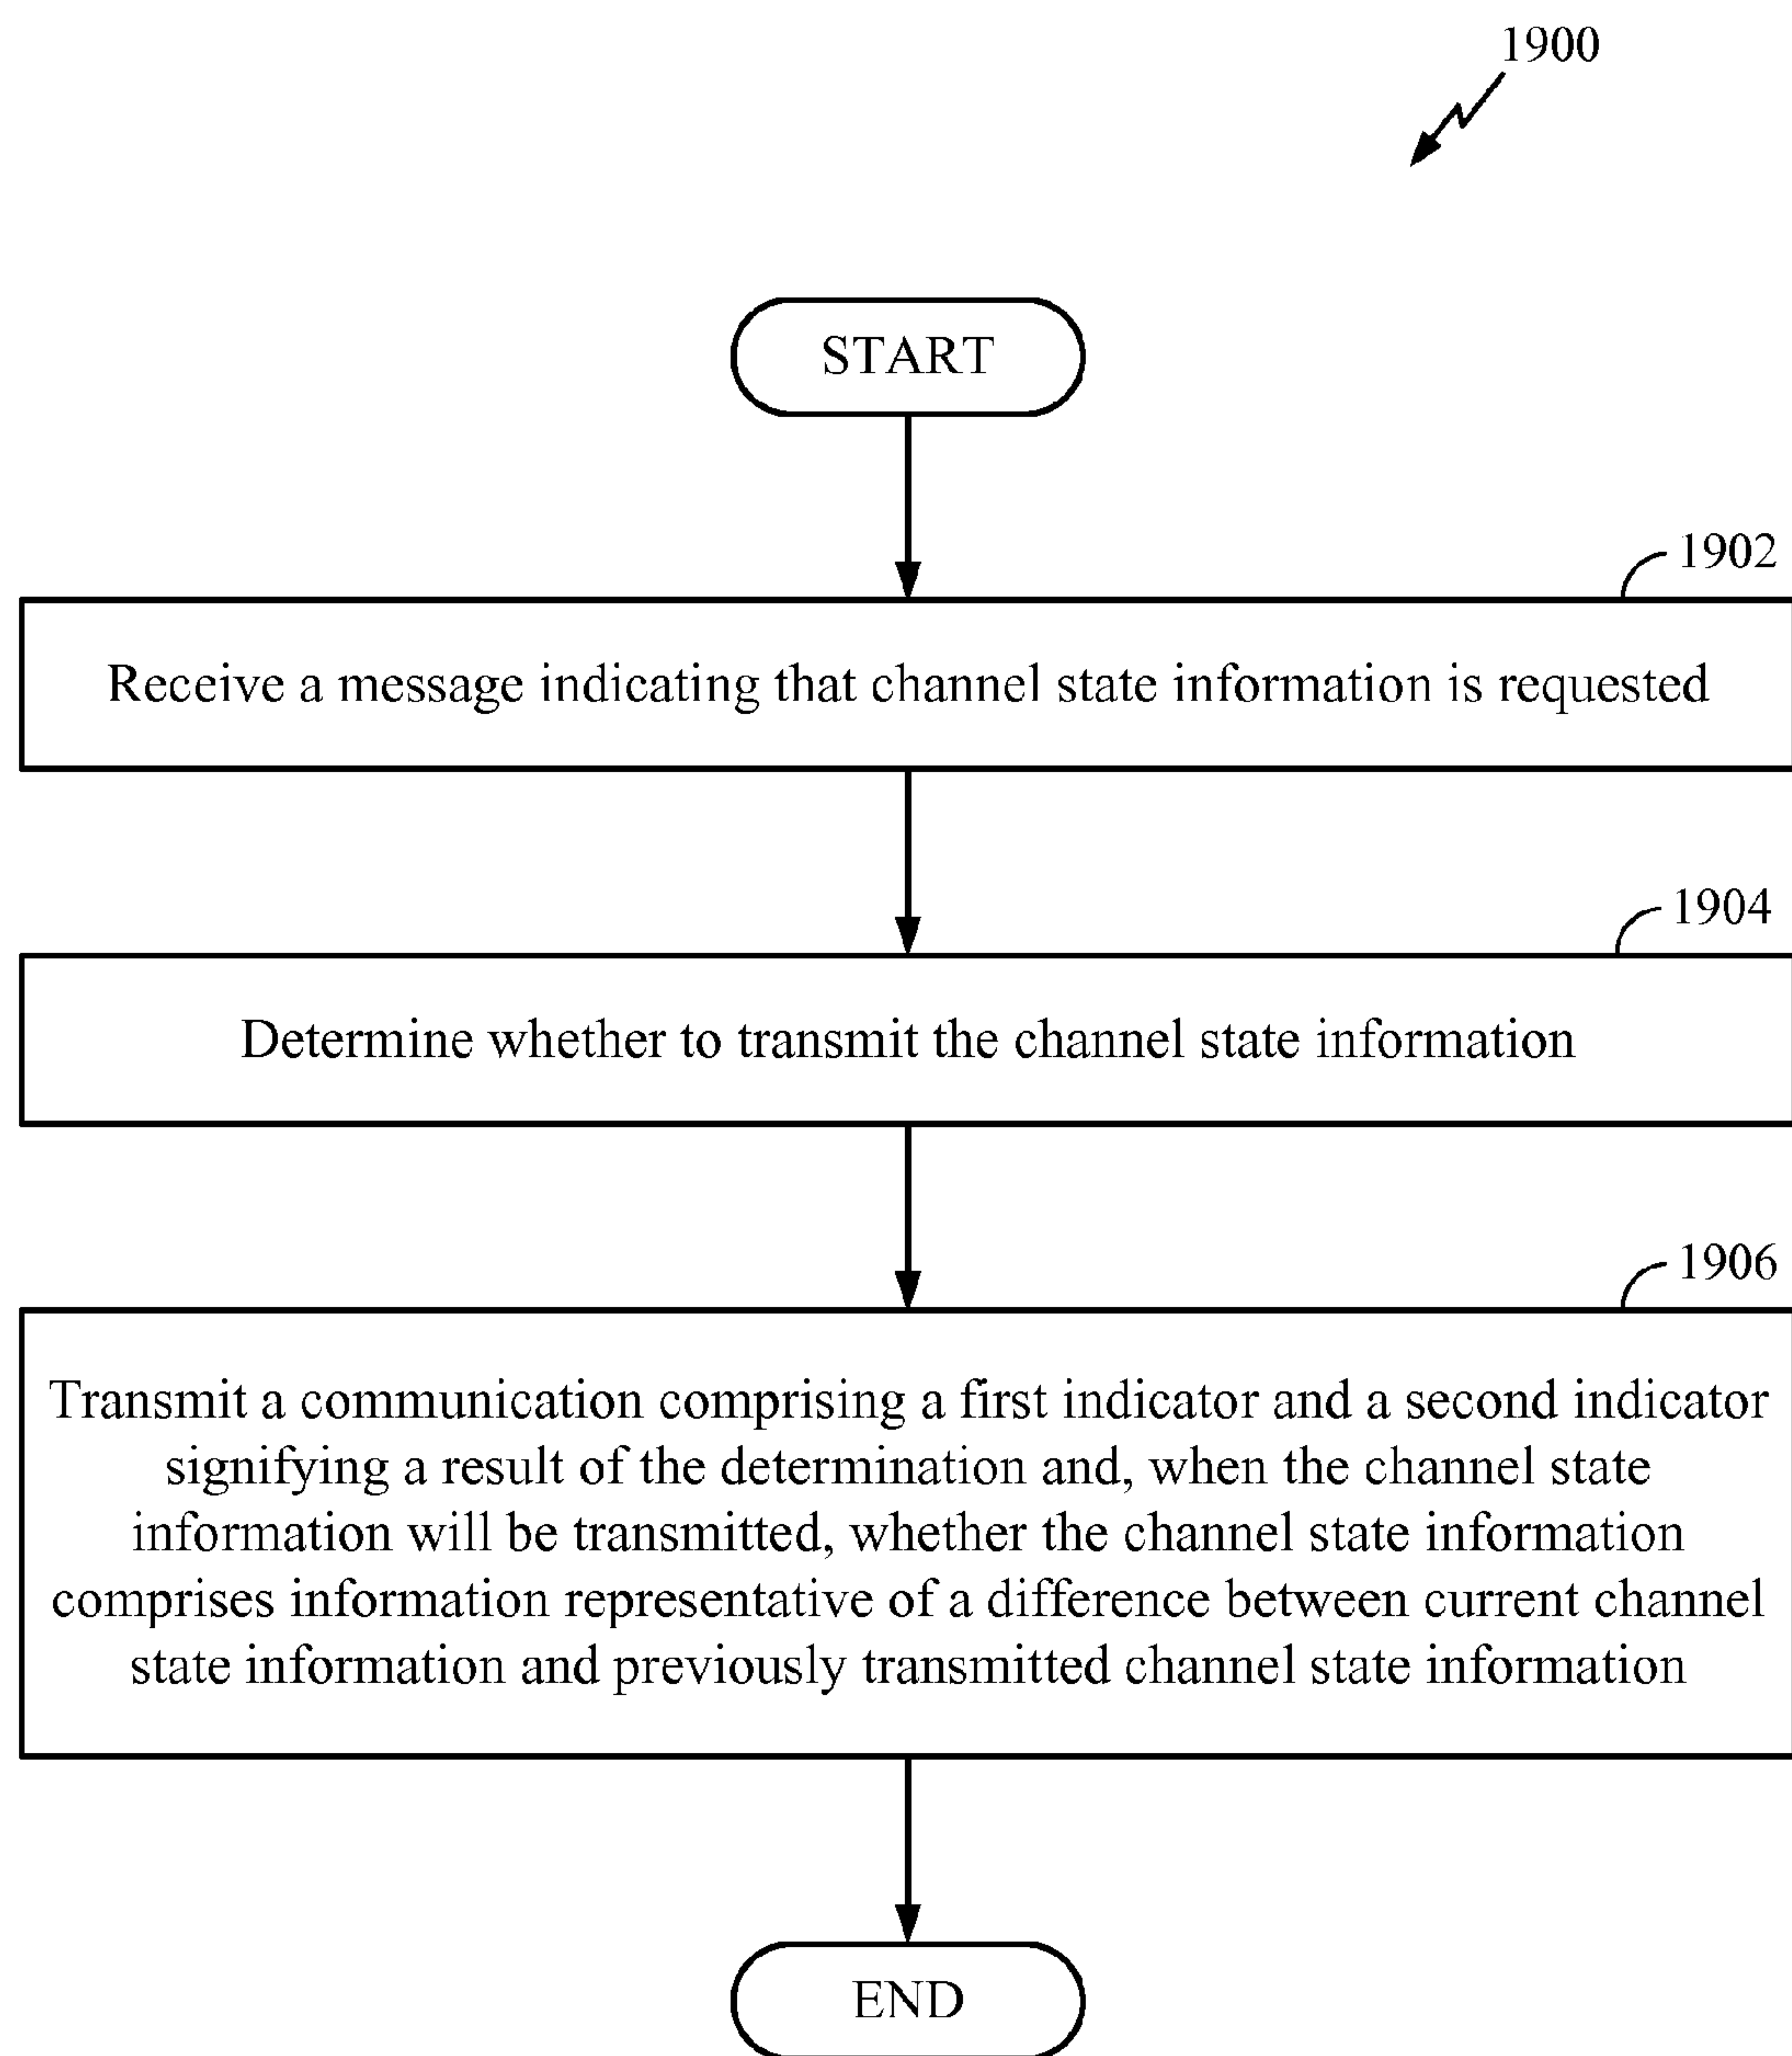 1900
START
1902
Receive a message indicating that channel state information is requested
1904
Determine whether to transmit the channel state information
1906
Transmit a communication comprising a first indicator and a second indicator
signifying a result of the determination and, when the channel state
information will be transmitted, whether the channel state information
comprises information representative of a difference between current channel
state information and previously transmitted channel state information
END